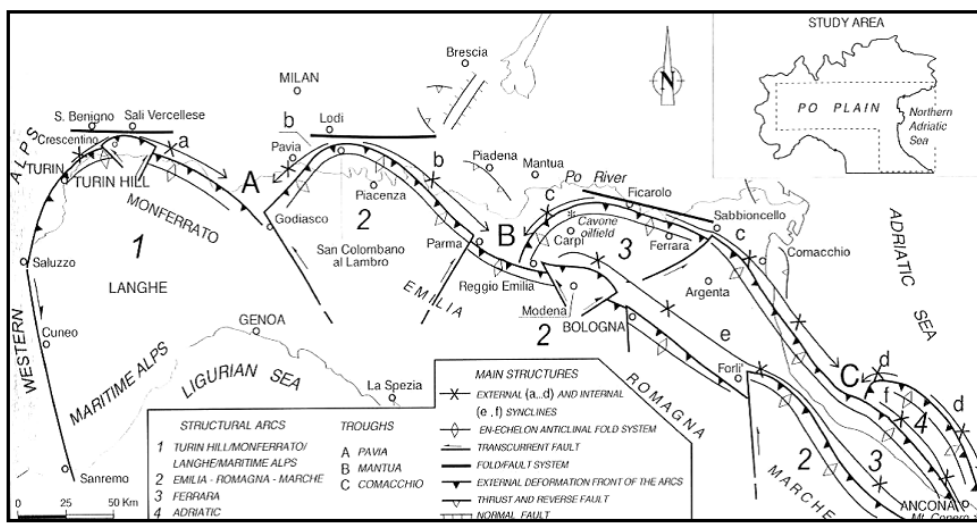 STUDY AREA
PO PLAIN
Northern
Adriatic
Sea
N
Brescia
MILAN
S. Benigno
Sali Vercellese
Lodi
b
Crescentino
a
Pavia
b
ALPS
TURIN
TURIN HILL
A
Piadena
Mantua
Po River
Ficarolo
Sabbioncello
MONFERRATO
Piacenza
2
c
Cavone
oilfield
Godiasco
B
Carpi
3
Ferrara
c
Comacchio
ADRIATIC SEA
1
San Colombano
al Lambro
Parma
Saluzzo
LANGHE
EMILIA
Reggio Emilia
Argenta
Modena
BOLOGNA
2
e
Cuneo
GENOA
WESTERN
MARITIME ALPS
LIGURIAN SEA
La Spezia
Forli'
C
d
f
4
d
ROMAGNA
2
3
MARCHE
ANCONA
Mt. Conero
Sanremo
0 25 50 Km
STRUCTURAL ARCS
1 TURIN HILL/MONFERRATO/
LANGHE/MARITIME ALPS
2 EMILIA - ROMAGNA - MARCHE
3 FERRARA
4 ADRIATIC
TROUGHS
A PAVIA
B MANTUA
C COMACCHIO
MAIN STRUCTURES
EXTERNAL (a...d) AND INTERNAL
(e,f) SYNCLINES
EN-ECHELON ANTICLINAL FOLD SYSTEM
TRANSCURRENT FAULT
FOLD/FAULT SYSTEM
EXTERNAL DEFORMATION FRONT OF THE ARCS
THRUST AND REVERSE FAULT
NORMAL FAULT